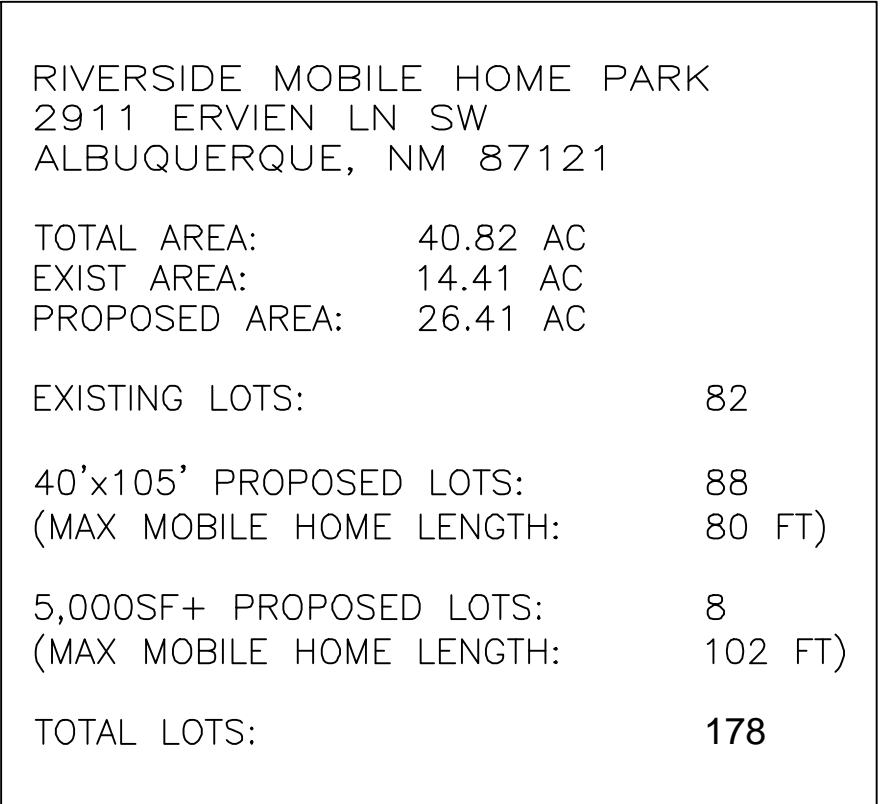 RIVERSIDE MOBILE HOME PARK
2911 ERVIEN LN SW
ALBUQUERQUE, NM 87121
TOTAL AREA: 40.82 AC
EXIST AREA: 14.41 AC
PROPOSED AREA: 26.41 AC
EXISTING LOTS: 82
40'x105' PROPOSED LOTS: 88
(MAX MOBILE HOME LENGTH: 80 FT)
5,000SF+ PROPOSED LOTS: 8
(MAX MOBILE HOME LENGTH: 102 FT)
TOTAL LOTS: 178